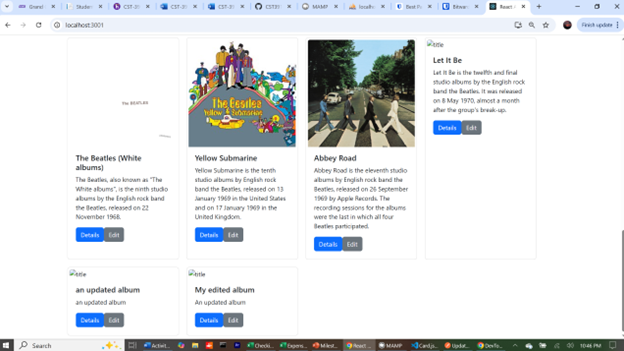 Grand
Student
CST-3
CST-3
CST-3
CST39
MAMP
localho
Beat F
Bitwar
React A
localhost:3001
Finish update
The BEATLES
The Beatles
Yellow Submarine
title
Let It Be
Let It Be is the twelfth and final
studio albums by the English rock
band the Beatles. It was released
on 8 May 1970, almost a month
after the group's break-up.
Details Edit
The Beatles (White
albums)
The Beatles, also known as "The
White albums", is the ninth studio
albums by the English rock band
the Beatles, released on 22
November 1968.
Details Edit
Yellow Submarine
Yellow Submarine is the tenth
studio albums by English rock
band the Beatles, released on 13
January 1969 in the United States
and on 17 January 1969 in the
United Kingdom.
Details Edit
Abbey Road
Abbey Road is the eleventh studio
albums by English rock band the
Beatles, released on 26 September
1969 by Apple Records. The
recording sessions for the albums
were the last in which all four
Beatles participated.
Details Edit
title
an updated album
an updated album
Details Edit
title
My edited album
An updated album
Details Edit
Search
Activit
Checki
Expens
Milest
React
MAMP
Card.js
Updat
DevTo
10:46 PM